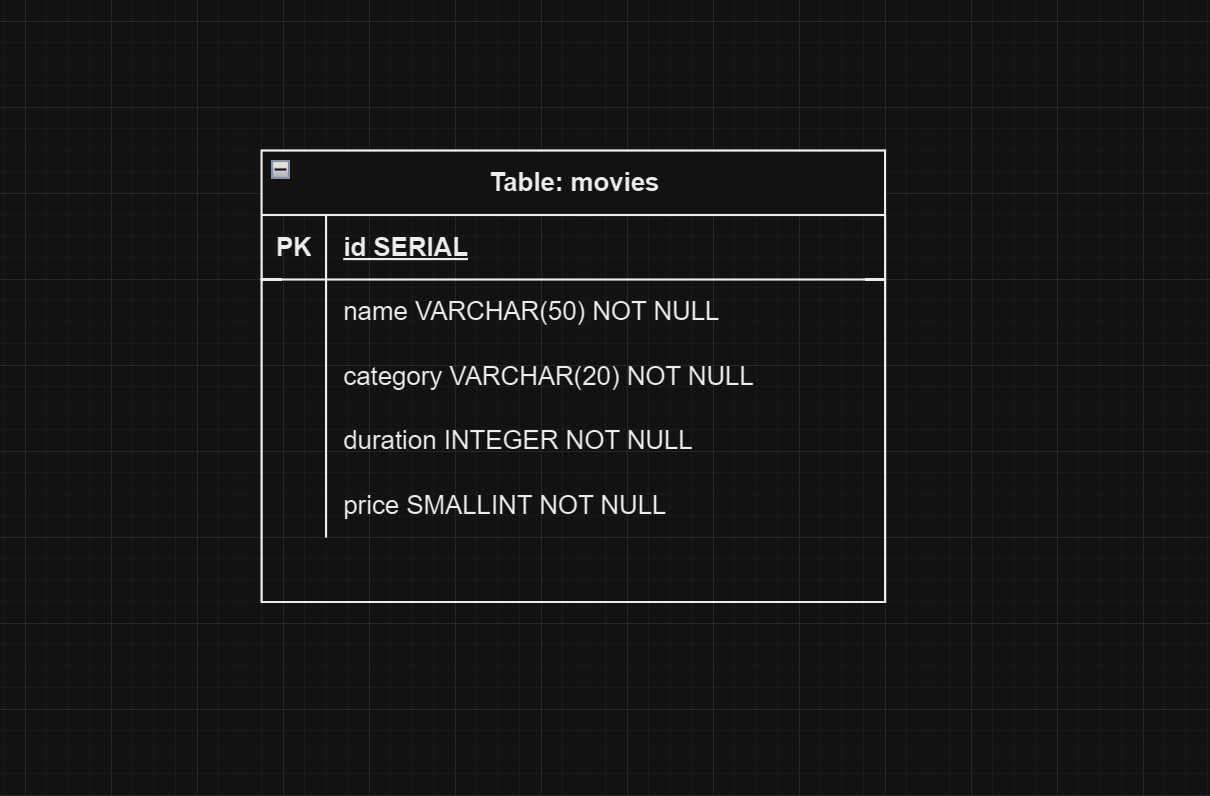 Table: movies
PK id SERIAL
name VARCHAR(50) NOT NULL
category VARCHAR(20) NOT NULL
duration INTEGER NOT NULL
price SMALLINT NOT NULL